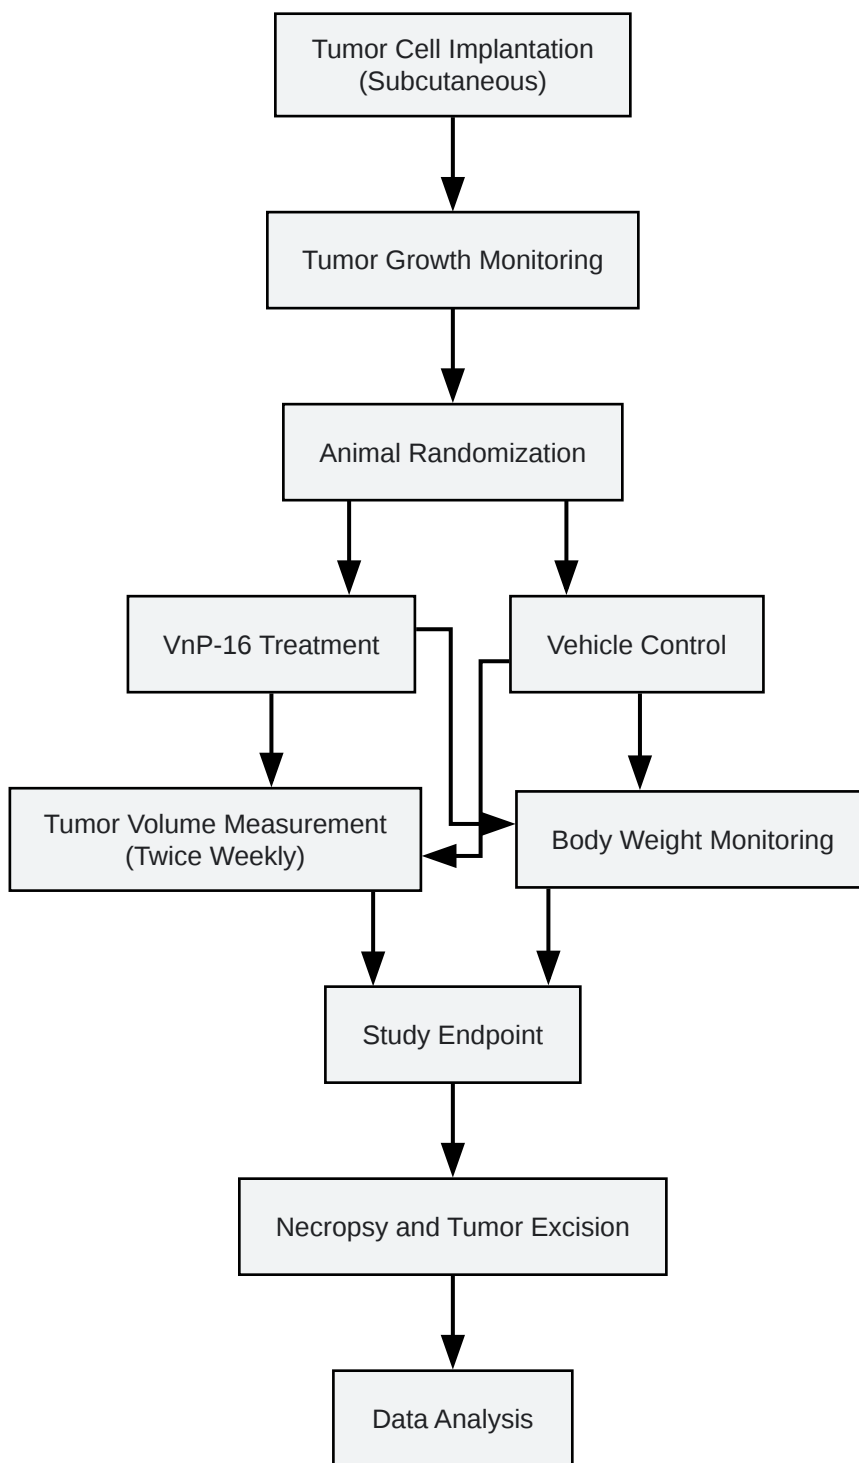 Tumor Cell Implantation
(Subcutaneous)
Tumor Growth Monitoring
Animal Randomization
VnP-16 Treatment
Vehicle Control
Tumor Volume Measurement
(Twice Weekly)
Body Weight Monitoring
Study Endpoint
Necropsy and Tumor Excision
Data Analysis